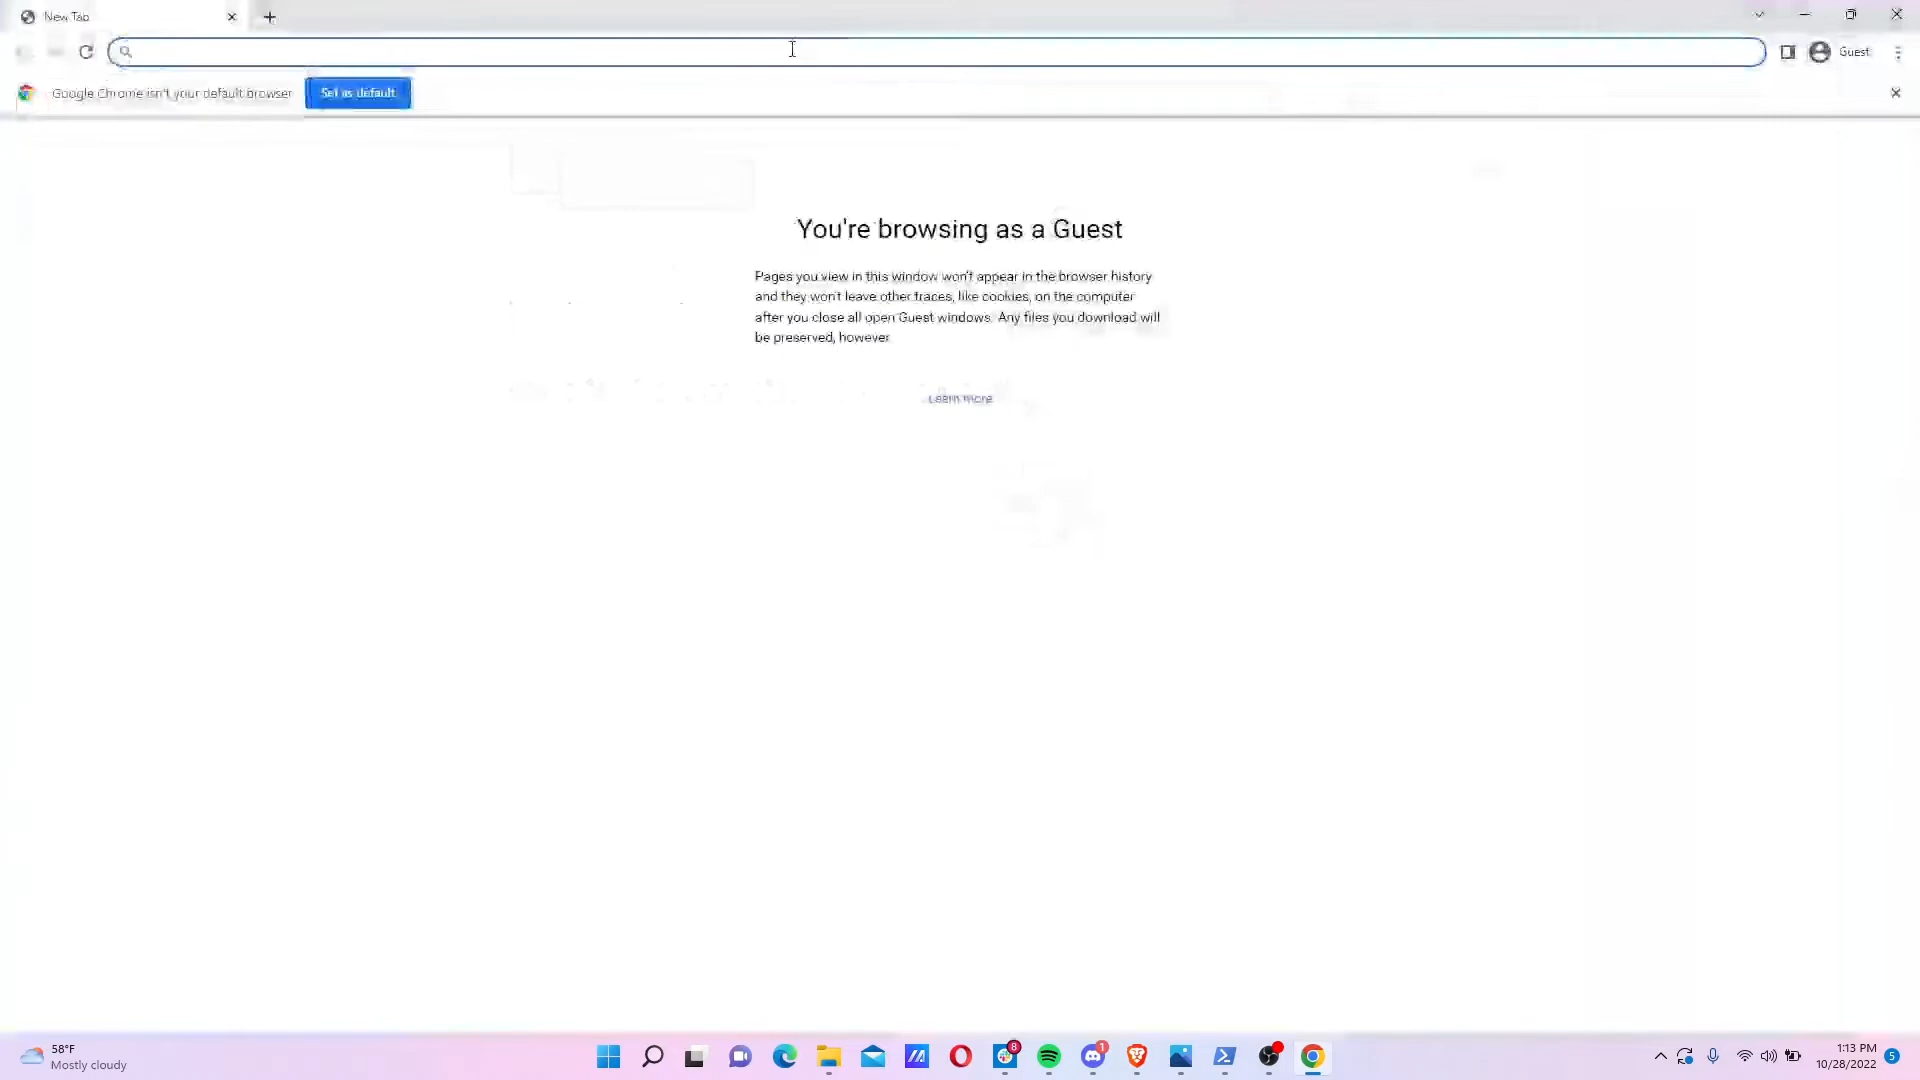 New Tab
Guest
Google Chrome isn't your default browser
Set as default
You're browsing as a Guest
Pages you view in this window won't appear in the browser history
and they won't leave other traces, like cookies, on the computer
after you close all open Guest windows. Any files you download will
be preserved, however.
Learn more
58°F
Mostly cloudy
8
1
1:13 PM
10/28/2022
5